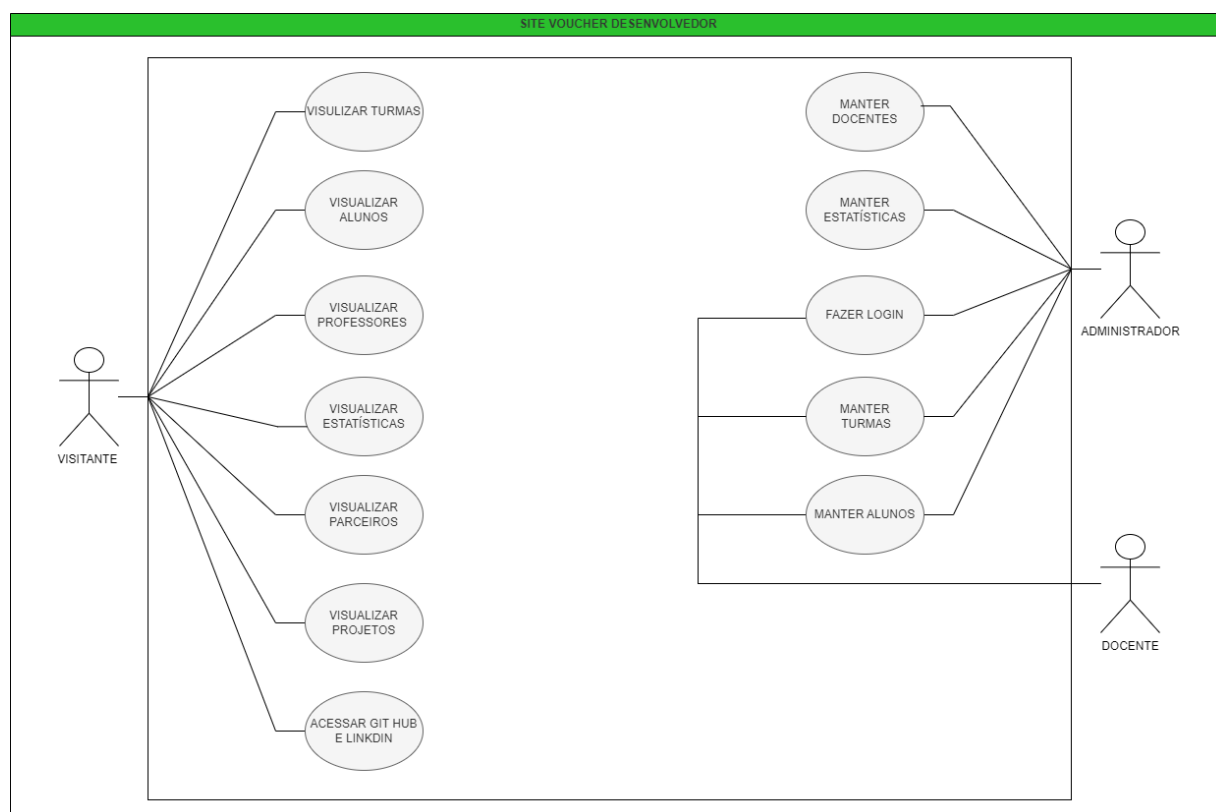 SITE VOUCHER DESENVOLVEDOR
VISULIZAR TURMAS
VISUALIZAR
ALUNOS
VISUALIZAR
PROFESSORES
VISUALIZAR
ESTATÍSTICAS
VISUALIZAR
PARCEIROS
VISUALIZAR
PROJETOS
ACESSAR GIT HUB
E LINKDIN
VISITANTE
MANTER
DOCENTES
MANTER
ESTATÍSTICAS
FAZER LOGIN
MANTER
TURMAS
MANTER ALUNOS
ADMINISTRADOR
DOCENTE